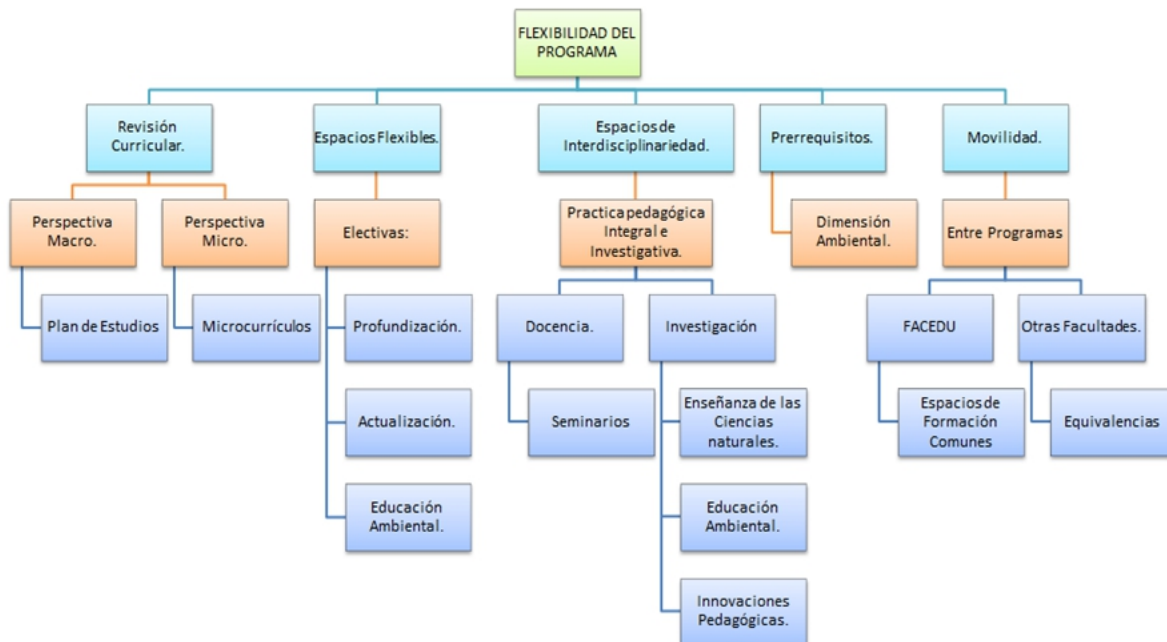 FLEXIBILIDAD DEL
PROGRAMA
Revisión
Curricular.
Espacios Flexibles.
Espacios de
Interdisciplinariedad.
Prerrequisitos.
Movilidad.
Perspectiva
Macro.
Perspectiva
Micro.
Electivas:
Practica pedagógica
Integral e
Investigativa.
Dimensión
Ambiental.
Entre Programas
Plan de Estudios
Microcurrículos
Profundización.
Docencia.
Investigación
FACEDU
Otras Facultades.
Actualización.
Seminarios
Enseñanza de las
Ciencias
naturales.
Espacios de
Formación
Comunes
Equivalencias
Educación
Ambiental.
Educación
Ambiental.
Innovaciones
Pedagógicas.